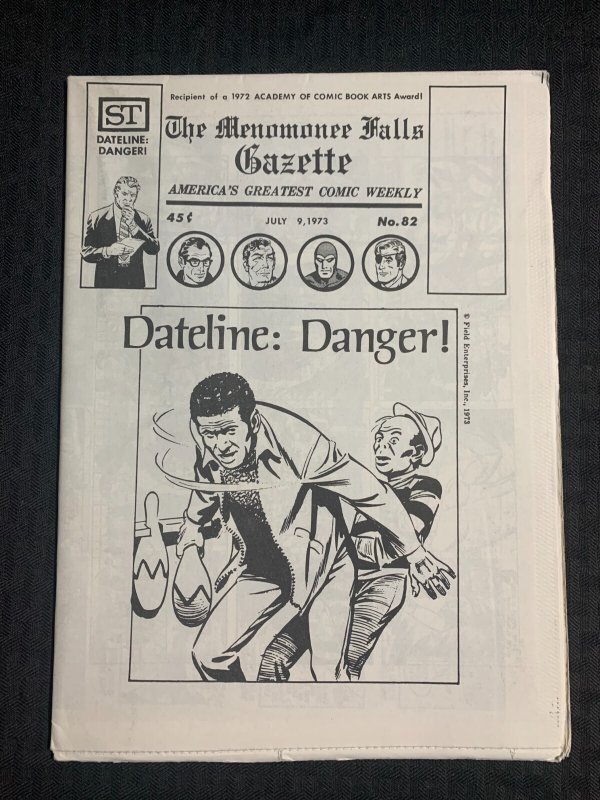 Recipient of a 1972 ACADEMY OF COMIC BOOK ARTS Award!
ST
DATELINE:
DANGER!
The Menomonee Falls
Gazette
AMERICA'S GREATEST COMIC WEEKLY
45¢ JULY 9, 1973 No. 82
Dateline: Danger!
© Field Enterprises, Inc., 1973